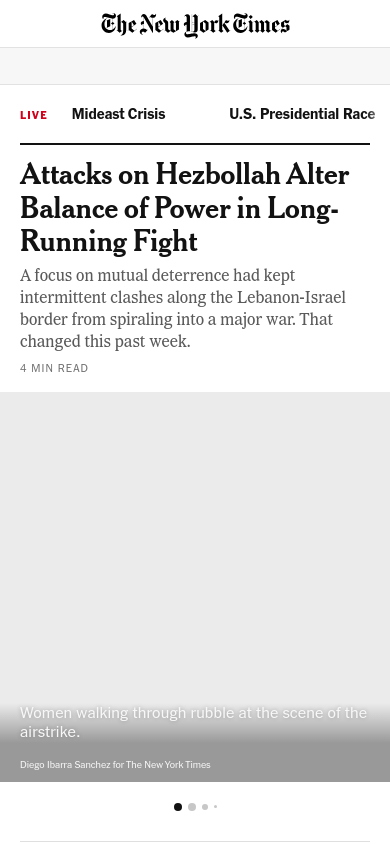 The New York Times
LIVE Mideast Crisis U.S. Presidential Race
Attacks on Hezbollah Alter
Balance of Power in Long-
Running Fight
A focus on mutual deterrence had kept
intermittent clashes along the Lebanon-Israel
border from spiraling into a major war. That
changed this past week.
4 MIN READ
Women walking through rubble at the scene of the
airstrike.
Diego Ibarra Sanchez for The New York Times